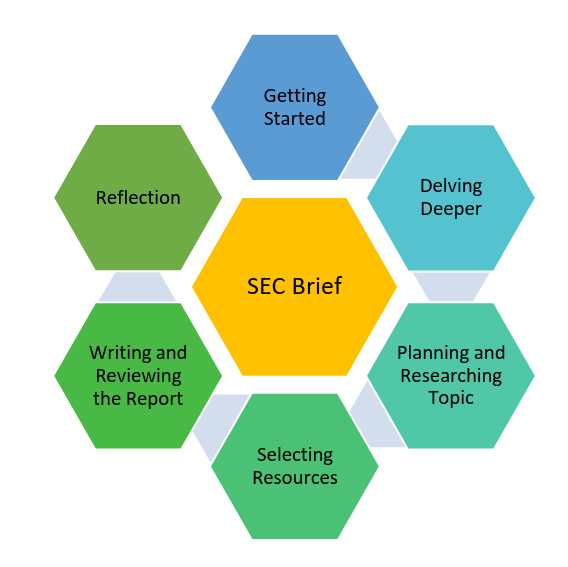 Getting
Started
Delving
Deeper
Planning and
Researching
Topic
Selecting
Resources
Writing and
Reviewing
the Report
Reflection
SEC Brief